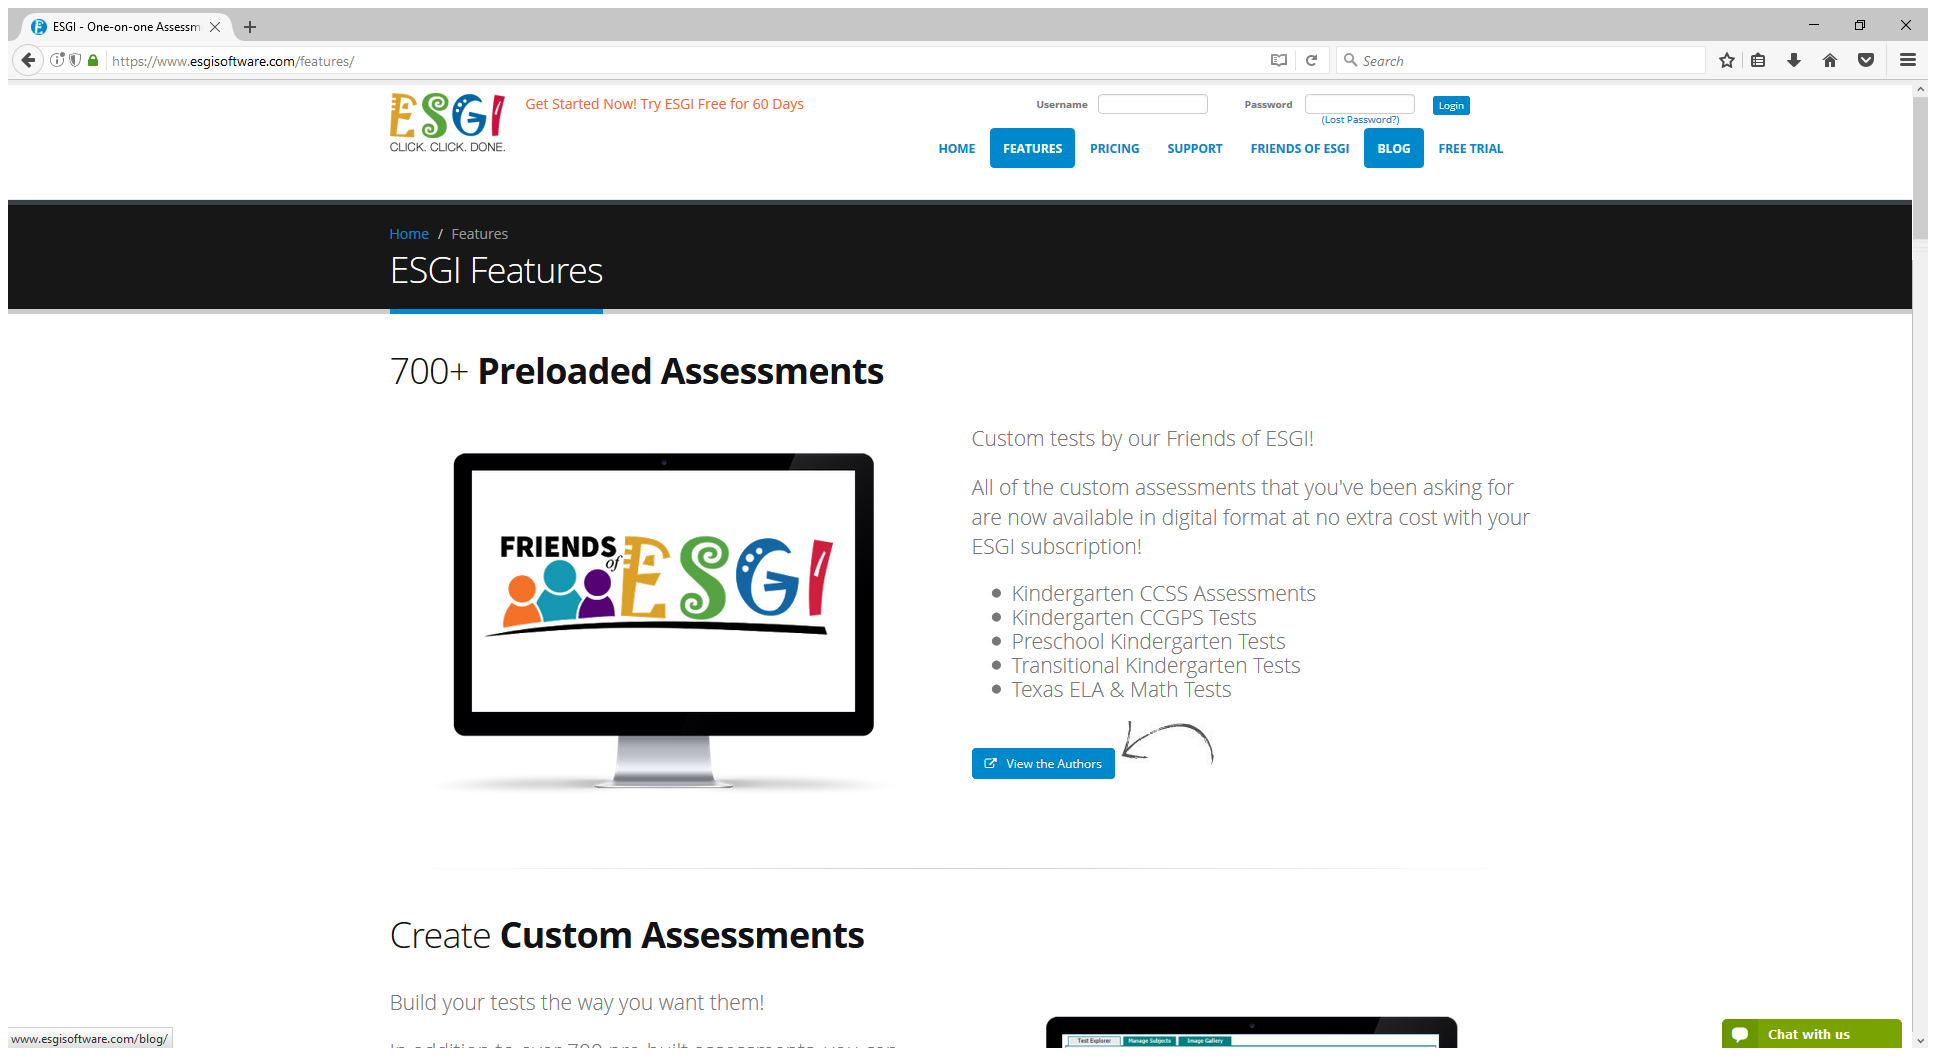 ESGI - One-on-one Assessm
https://www.esgisoftware.com/features/
Search
ESGI
CLICK. CLICK. DONE.
Get Started Now! Try ESGI Free for 60 Days
Username
Password
Login
(Lost Password?)
HOME FEATURES PRICING SUPPORT FRIENDS OF ESGI BLOG FREE TRIAL
Home / Features
ESGI Features
700+ Preloaded Assessments
FRIENDS of ESGI
Custom tests by our Friends of ESGI!
All of the custom assessments that you've been asking for
are now available in digital format at no extra cost with your
ESGI subscription!
Kindergarten CCSS Assessments
Kindergarten CCGPS Tests
Preschool Kindergarten Tests
Transitional Kindergarten Tests
Texas ELA & Math Tests
View the Authors
Create Custom Assessments
Build your tests the way you want them!
In addition to over 700 pre-built assessments, you can
Test Explorer Manage Subjects Image Gallery
www.esgisoftware.com/blog/
Chat with us